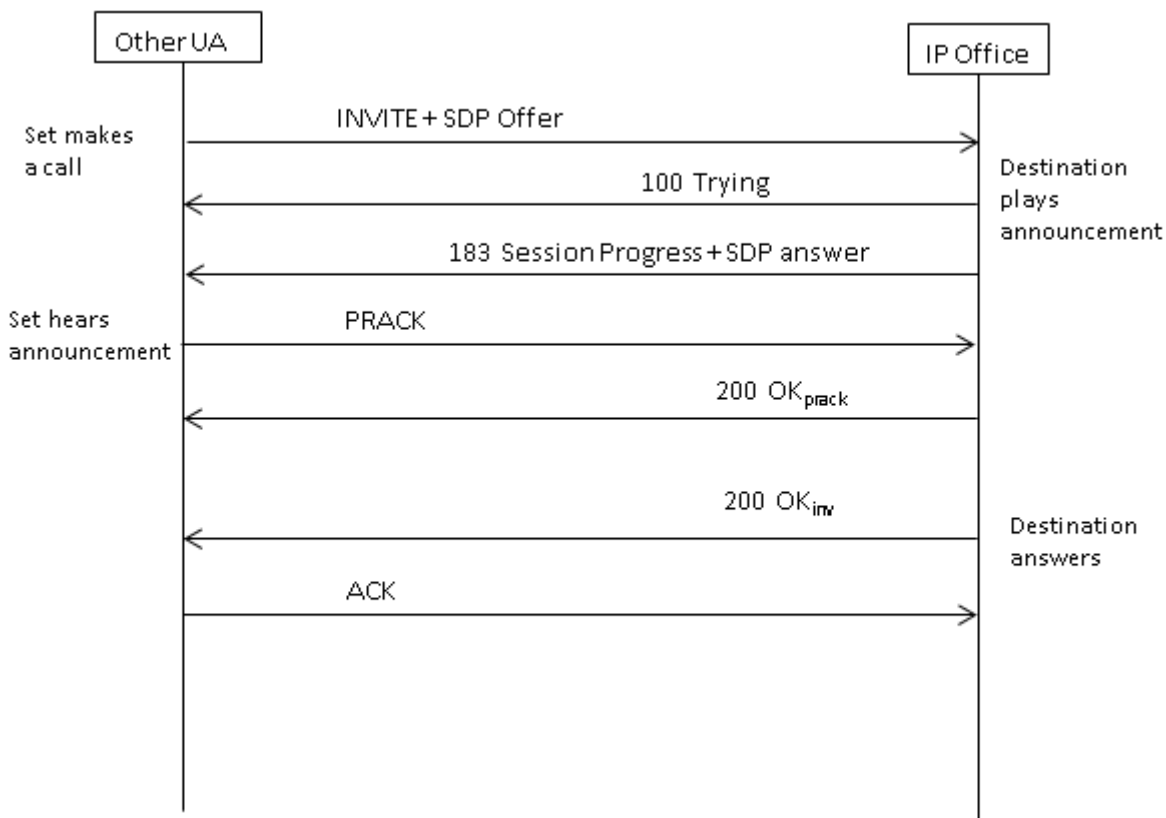 Other UA
IP Office
INVITE + SDP Offer
Set makes
a call
100 Trying
Destination
plays
announcement
183 Session Progress + SDP answer
Set hears
announcement
PRACK
200 OKprack
200 OKinv
Destination
answers
ACK